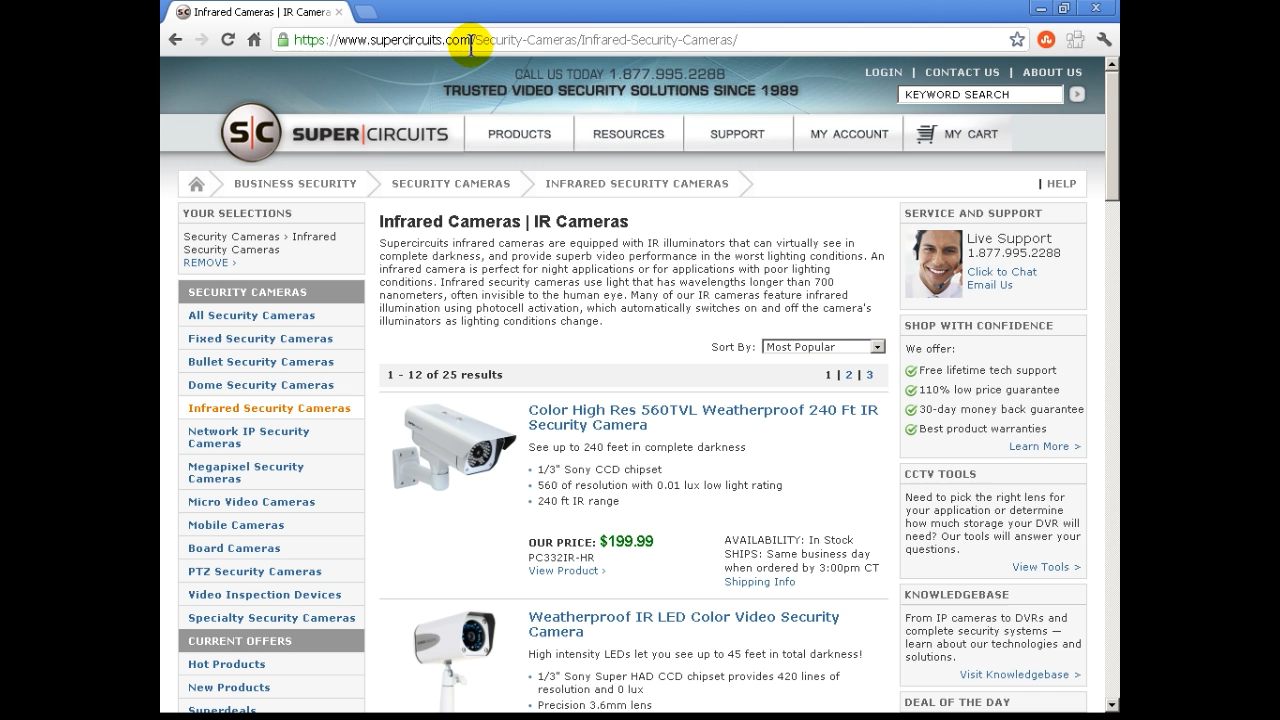 Infrared Cameras | IR Camera
https://www.supercircuits.com/Security-Cameras/Infrared-Security-Cameras/
CALL US TODAY 1.877.995.2288
TRUSTED VIDEO SECURITY SOLUTIONS SINCE 1989
LOGIN | CONTACT US | ABOUT US
KEYWORD SEARCH
S|C SUPER|CIRCUITS
PRODUCTS
RESOURCES
SUPPORT
MY ACCOUNT
MY CART
BUSINESS SECURITY
SECURITY CAMERAS
INFRARED SECURITY CAMERAS
| HELP
YOUR SELECTIONS
Security Cameras › Infrared
Security Cameras
REMOVE ›
SECURITY CAMERAS
All Security Cameras
Fixed Security Cameras
Bullet Security Cameras
Dome Security Cameras
Infrared Security Cameras
Network IP Security
Cameras
Megapixel Security
Cameras
Micro Video Cameras
Mobile Cameras
Board Cameras
PTZ Security Cameras
Video Inspection Devices
Specialty Security Cameras
CURRENT OFFERS
Hot Products
New Products
Superdeals
Infrared Cameras | IR Cameras
Supercircuits infrared cameras are equipped with IR illuminators that can virtually see in
complete darkness, and provide superb video performance in the worst lighting conditions. An
infrared camera is perfect for night applications or for applications with poor lighting
conditions. Infrared security cameras use light that has wavelengths longer than 700
nanometers, often invisible to the human eye. Many of our IR cameras feature infrared
illumination using photocell activation, which automatically switches on and off the camera's
illuminators as lighting conditions change.
Sort By: Most Popular
1 - 12 of 25 results
1 | 2 | 3
Color High Res 560TVL Weatherproof 240 Ft IR
Security Camera
See up to 240 feet in complete darkness
• 1/3" Sony CCD chipset
• 560 of resolution with 0.01 lux low light rating
• 240 ft IR range
OUR PRICE: $199.99
PC332IR-HR
View Product ›
AVAILABILITY: In Stock
SHIPS: Same business day
when ordered by 3:00pm CT
Shipping Info
Weatherproof IR LED Color Video Security
Camera
High intensity LEDs let you see up to 45 feet in total darkness!
• 1/3" Sony Super HAD CCD chipset provides 420 lines of
resolution and 0 lux
• Precision 3.6mm lens
SERVICE AND SUPPORT
Live Support
1.877.995.2288
Click to Chat
Email Us
SHOP WITH CONFIDENCE
We offer:
Free lifetime tech support
110% low price guarantee
30-day money back guarantee
Best product warranties
Learn More >
CCTV TOOLS
Need to pick the right lens for
your application or determine
how much storage your DVR will
need? Our tools will answer your
questions.
View Tools >
KNOWLEDGEBASE
From IP cameras to DVRs and
complete security systems —
learn about our technologies and
solutions.
Visit Knowledgebase >
DEAL OF THE DAY